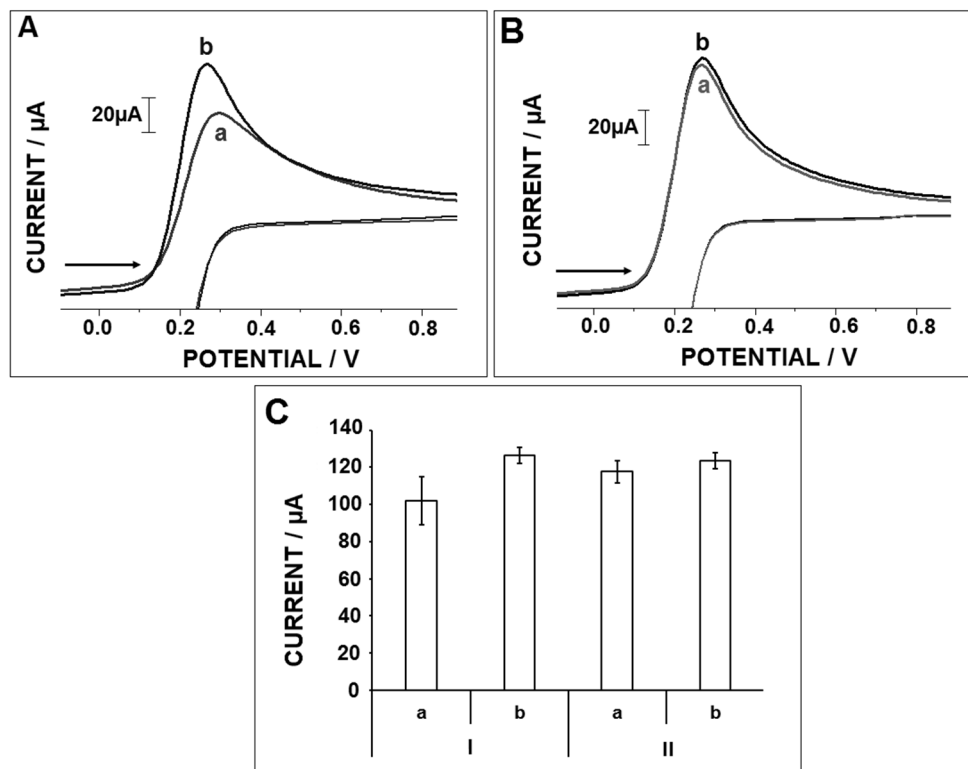 A
b
20µA
a
CURRENT / µA
0.0 0.2 0.4 0.6 0.8
POTENTIAL / V
B
b
a
20µA
CURRENT / µA
0.0 0.2 0.4 0.6 0.8
POTENTIAL / V
C
140
120
100
80
60
40
20
0
CURRENT / µA
a b a b
I II